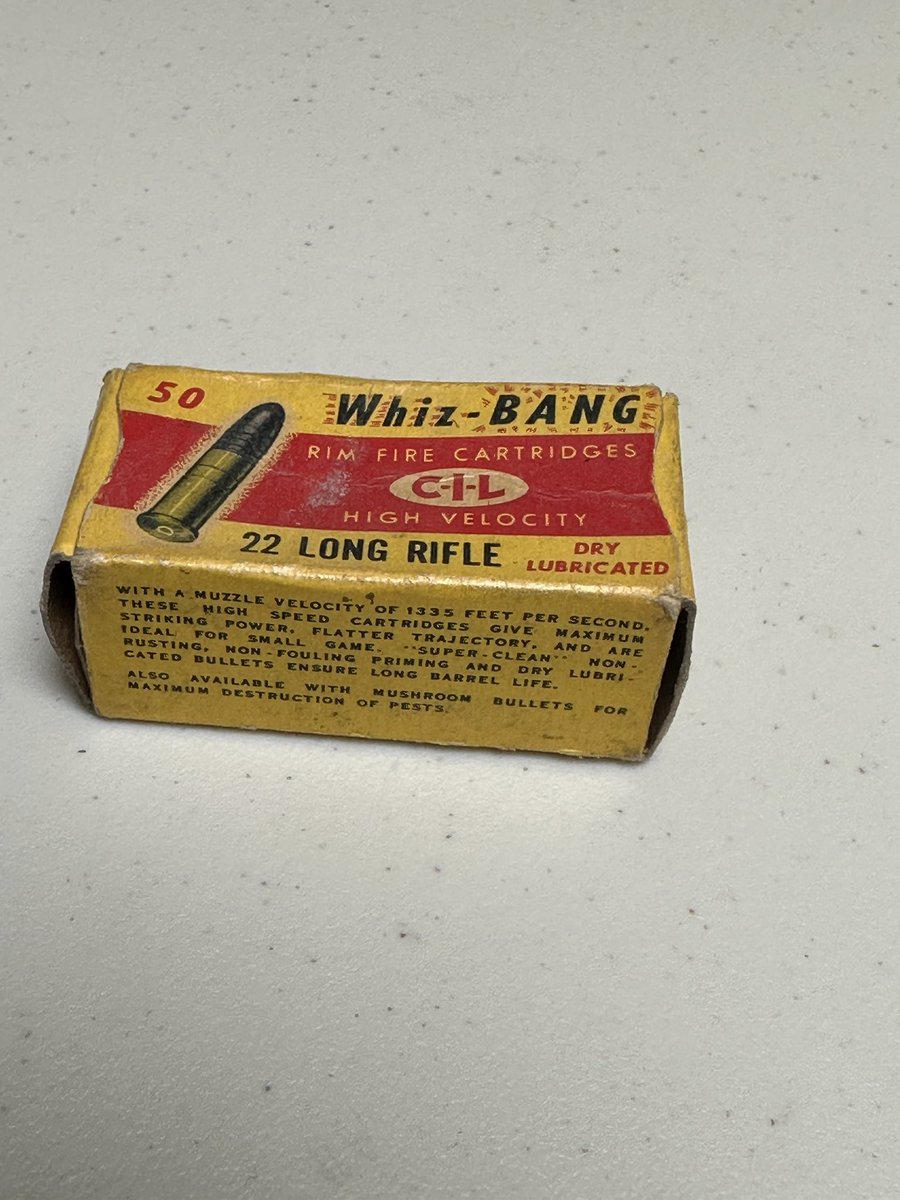 50
Whiz-BANG
RIM FIRE CARTRIDGES
C-I-L
HIGH VELOCITY
22 LONG RIFLE
DRY
LUBRICATED
WITH A MUZZLE VELOCITY OF 1335 FEET PER SECOND,
THESE HIGH SPEED CARTRIDGES GIVE MAXIMUM
STRIKING POWER, FLATTER TRAJECTORY, AND ARE
IDEAL FOR SMALL GAME. "SUPER-CLEAN" NON-
RUSTING, NON-FOULING PRIMING AND DRY LUBRI-
CATED BULLETS ENSURE LONG BARREL LIFE.
ALSO AVAILABLE WITH MUSHROOM BULLETS FOR
MAXIMUM DESTRUCTION OF PESTS.